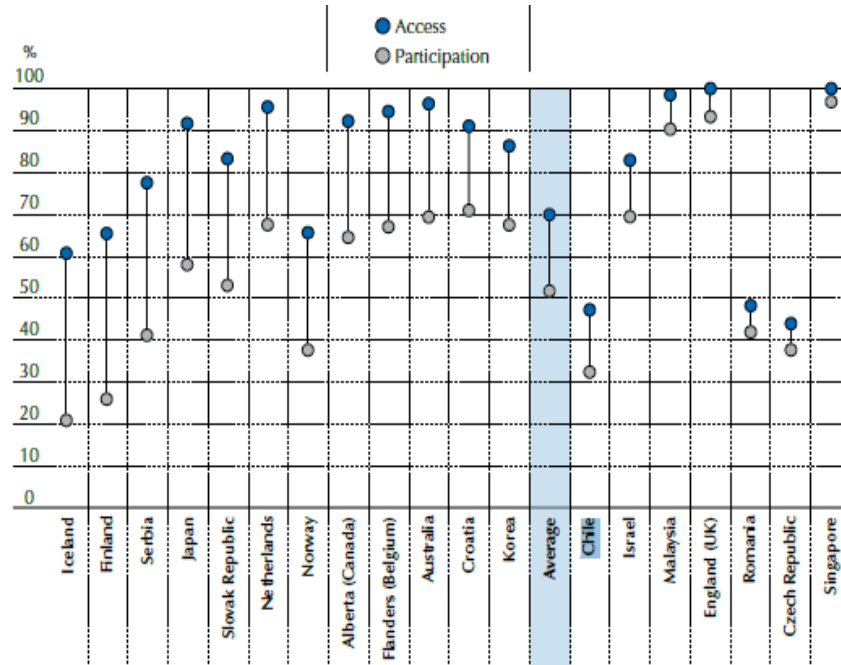 Access
Participation
%
100
90
80
70
60
50
40
30
20
10
0
Iceland
Finland
Serbia
Japan
Slovak Republic
Netherlands
Norway
Alberta (Canada)
Flanders (Belgium)
Australia
Croatia
Korea
Average
Chile
Israel
Malaysia
England (UK)
Romania
Czech Republic
Singapore